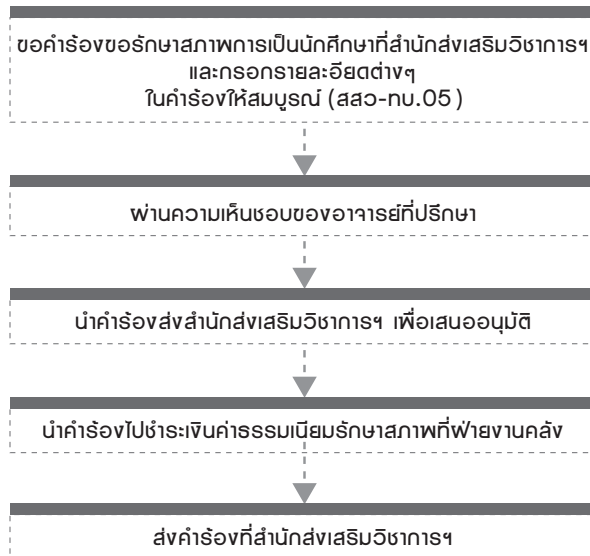 ขอคำร้องขอรักษาสภาพการเป็นนักศึกษาที่สำนักส่งเสริมวิชาการฯ
และกรอกรายละอียดต่างๆ
ในคำร้องให้สมบูรณ์ (สสว-ทบ.05)
ผ่านความเห็นชอบของอาจารย์ที่ปรึกษา
นำคำร้องส่งสำนักส่งเสริมวิชาการฯ เพื่อเสนออนุมัติ
นำคำร้องไปชำระเงินค่าธรรมเนียมรักษาสภาพที่ฝ่ายงานคลัง
ส่งคำร้องที่สำนักส่งเสริมวิชาการฯ